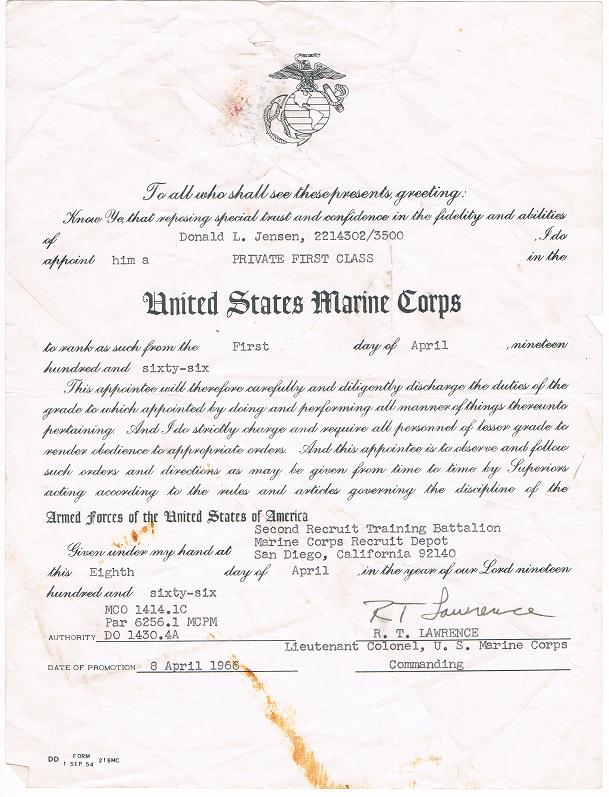 To all who shall see these presents, greeting:
Know Ye, that reposing special trust and confidence in the fidelity and abilities
of Donald L. Jensen, 2214302/3500 , I do
appoint him a PRIVATE FIRST CLASS in the
United States Marine Corps
to rank as such from the First day of April , nineteen
hundred and sixty-six
This appointee will therefore carefully and diligently discharge the duties of the
grade to which appointed by doing and performing all manner of things thereunto
pertaining. And I do strictly charge and require all personnel of lesser grade to
render obedience to appropriate orders. And this appointee is to observe and follow
such orders and directions as may be given from time to time by Superiors
acting according to the rules and articles governing the discipline of the
Armed Forces of the United States of America
Second Recruit Training Battalion
Marine Corps Recruit Depot
Given under my hand at San Diego, California 92140
this Eighth day of April , in the year of our Lord nineteen
hundred and sixty-six
MCO 1414.1C
Par 6256.1 MCPM
AUTHORITY DO 1430.4A
R T Lawrence
R. T. LAWRENCE
Lieutenant Colonel, U. S. Marine Corps
DATE OF PROMOTION 8 April 1966
Commanding
DD FORM 216MC
1 SEP 54